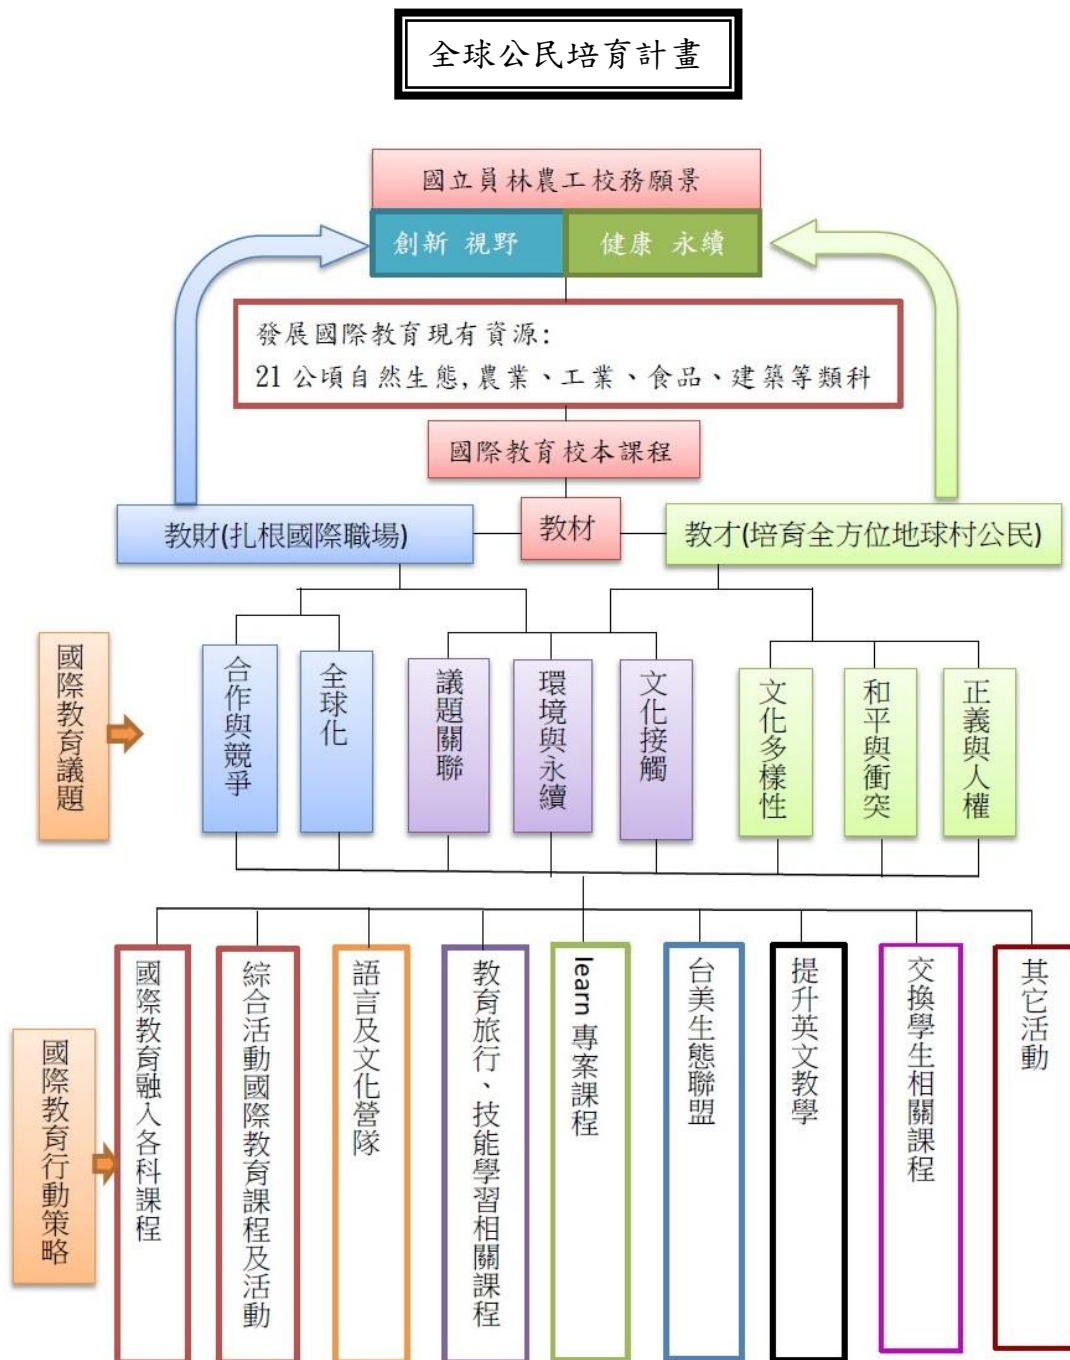 全球公民培育計畫
國立員林農工校務願景
創新 視野
健康 永續
發展國際教育現有資源:
21 公頃自然生態,農業、工業、食品、建築等類科
國際教育校本課程
教財(扎根國際職場)
教材
教才(培育全方位地球村公民)
國際教育議題
合作與競爭
全球化
議題關聯
環境與永續
文化接觸
文化多樣性
和平與衝突
正義與人權
國際教育行動策略
國際教育融入各科課程
綜合活動國際教育課程及活動
語言及文化營隊
教育旅行、技能學習相關課程
learn 專案課程
台美生態聯盟
提升英文教學
交換學生相關課程
其它活動